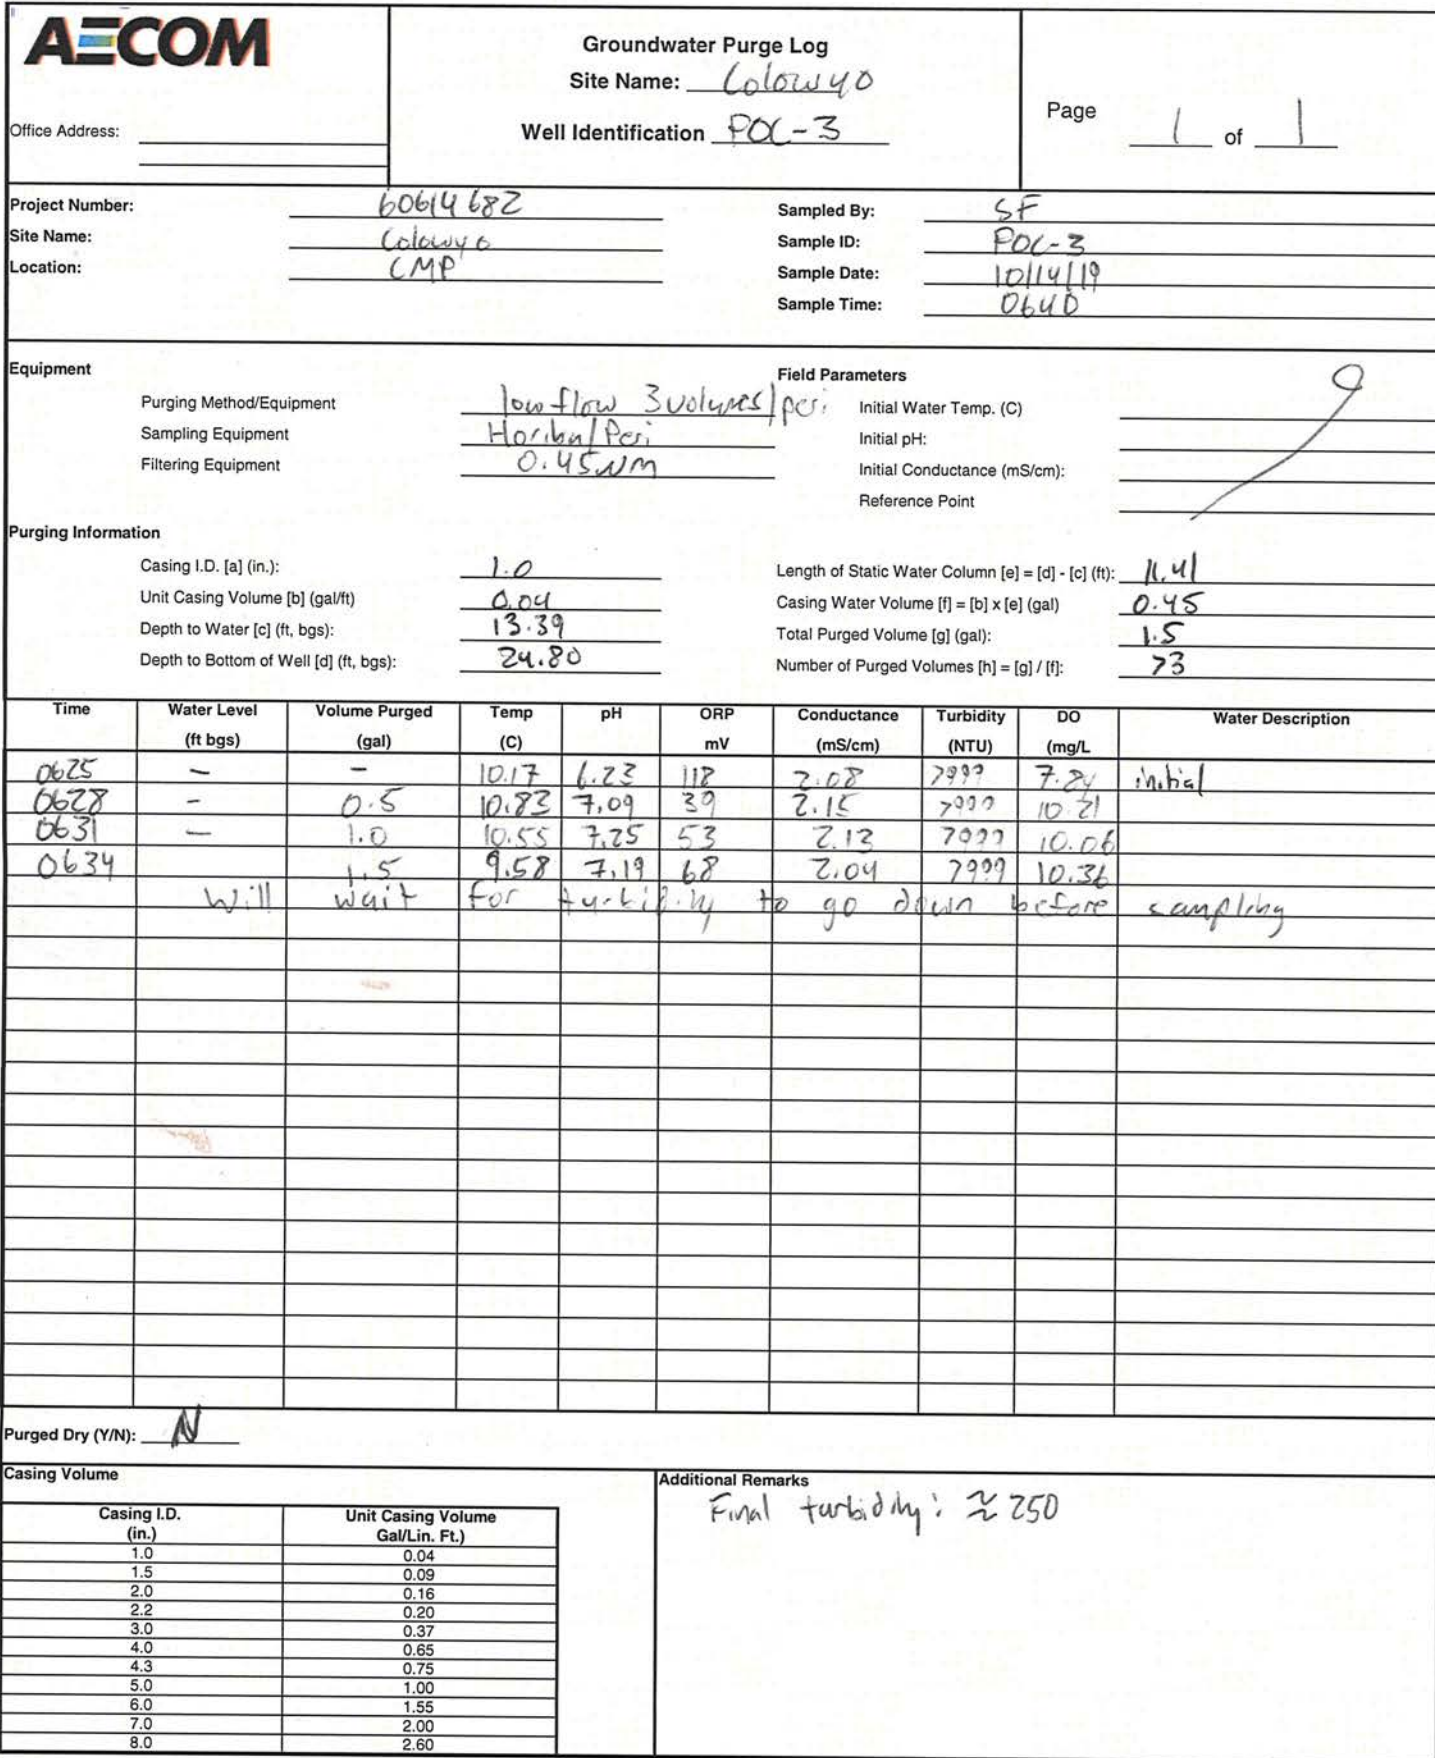 AECOM
Groundwater Purge Log
Site Name: Colowyo
Office Address:
Well Identification POC-3
Page 1 of 1
Project Number: 60614682
Site Name: Colowyo
Location: CMP
Sampled By: SF
Sample ID: POC-3
Sample Date: 10/14/19
Sample Time: 0640
Equipment
Purging Method/Equipment low flow 3 volumes/peri
Sampling Equipment Horiba/Peri
Filtering Equipment 0.45um
Field Parameters
Initial Water Temp. (C)
Initial pH:
Initial Conductance (mS/cm):
Reference Point
Purging Information
Casing I.D. [a] (in.): 1.0
Unit Casing Volume [b] (gal/ft) 0.04
Depth to Water [c] (ft, bgs): 13.39
Depth to Bottom of Well [d] (ft, bgs): 24.80
Length of Static Water Column [e] = [d] - [c] (ft): 11.41
Casing Water Volume [f] = [b] x [e] (gal) 0.45
Total Purged Volume [g] (gal): 1.5
Number of Purged Volumes [h] = [g] / [f]: >3
Time Water Level Volume Purged Temp pH ORP Conductance Turbidity DO Water Description
(ft bgs) (gal) (C) mV (mS/cm) (NTU) (mg/L
0625 - - 10.17 6.23 118 2.08 >999 7.84 initial
0628 - 0.5 10.83 7.09 39 2.15 >999 10.21
0631 - 1.0 10.55 7.25 53 2.13 >999 10.06
0634 1.5 9.58 7.19 68 2.04 >999 10.36
Will wait for turbidity to go down before sampling
Purged Dry (Y/N): N
Casing Volume
Casing I.D. Unit Casing Volume
(in.) Gal/Lin. Ft.)
1.0 0.04
1.5 0.09
2.0 0.16
2.2 0.20
3.0 0.37
4.0 0.65
4.3 0.75
5.0 1.00
6.0 1.55
7.0 2.00
8.0 2.60
Additional Remarks
Final turbidity: ≈ 250